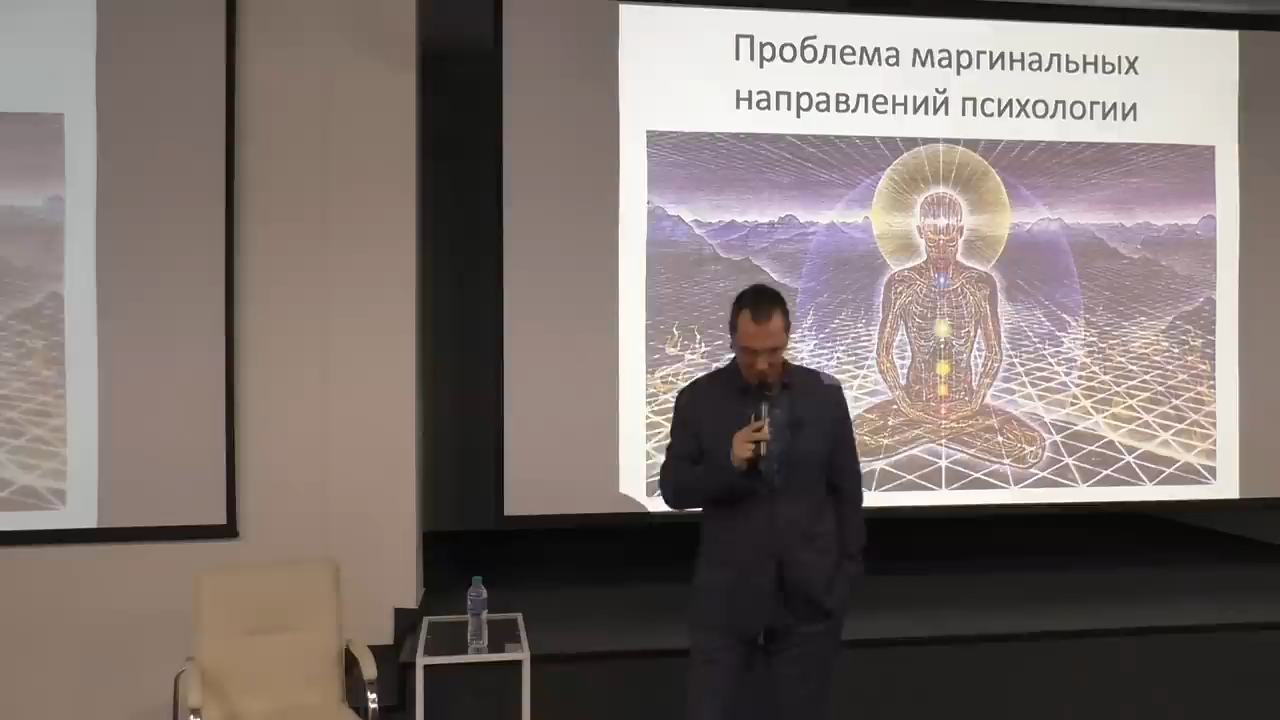 Проблема маргинальных
направлений психологии